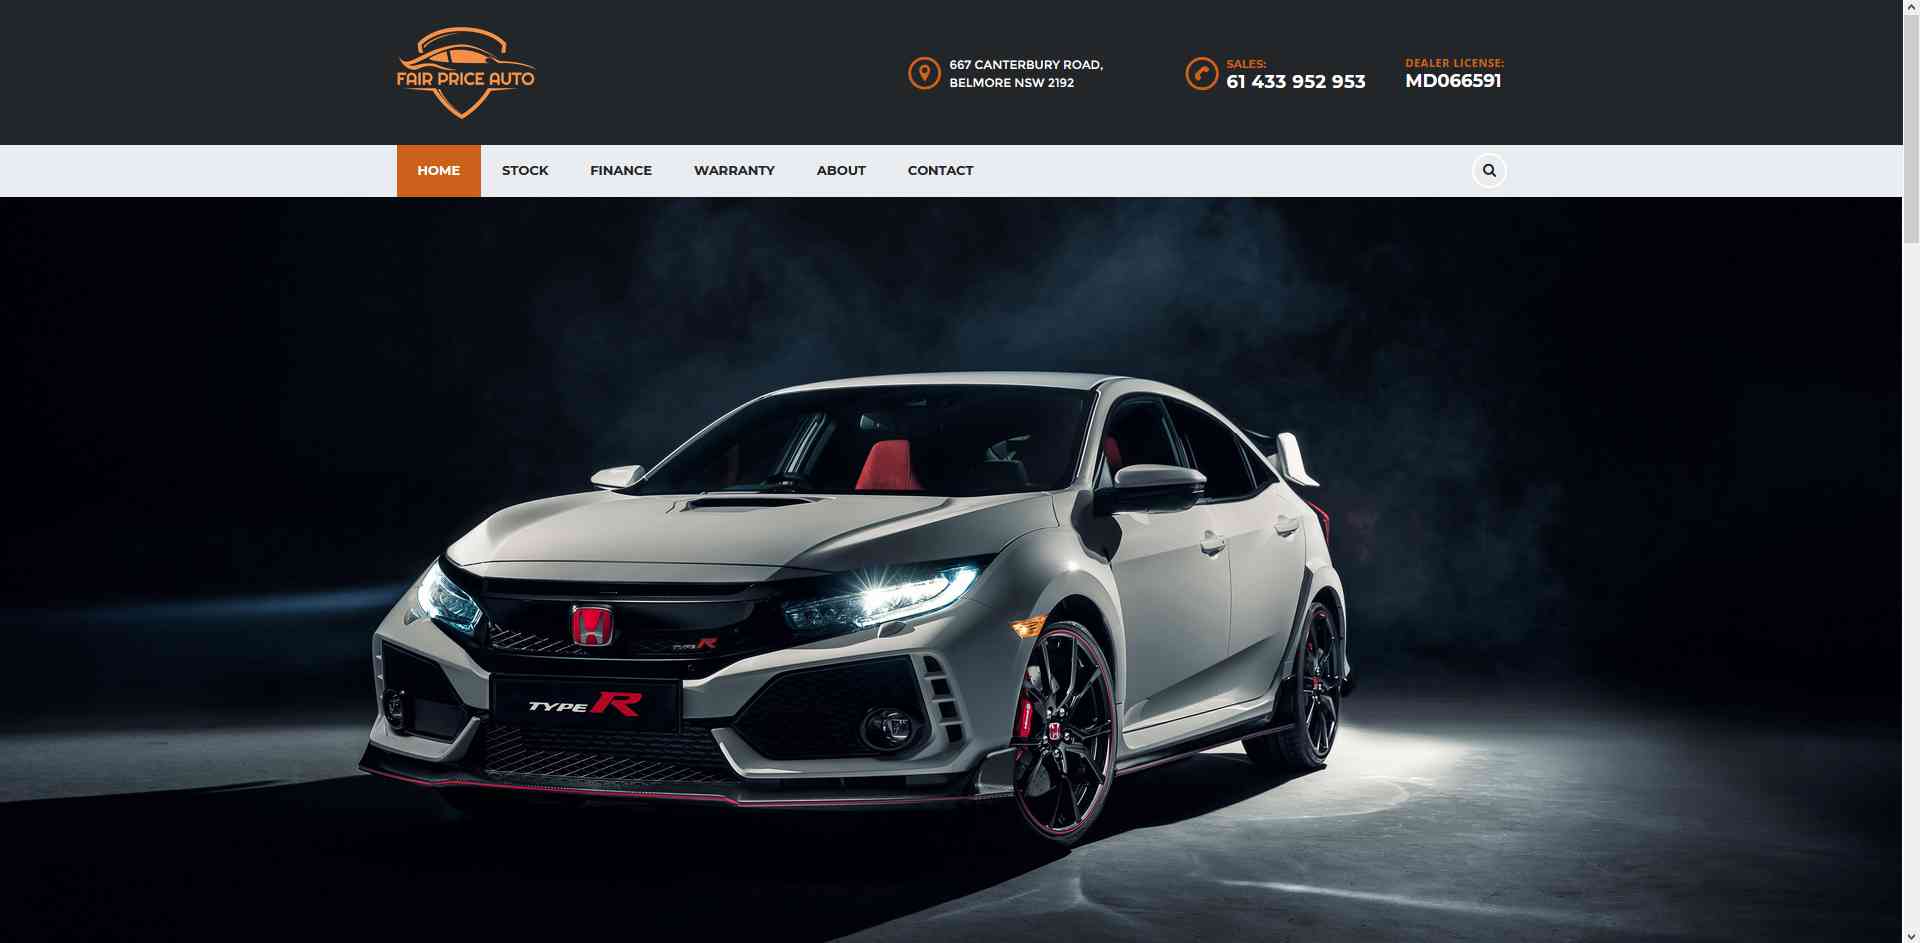 FAIR PRICE AUTO
667 CANTERBURY ROAD,
BELMORE NSW 2192
SALES:
61 433 952 953
DEALER LICENSE:
MD066591
HOME
STOCK
FINANCE
WARRANTY
ABOUT
CONTACT
TYPE R
TYPE R